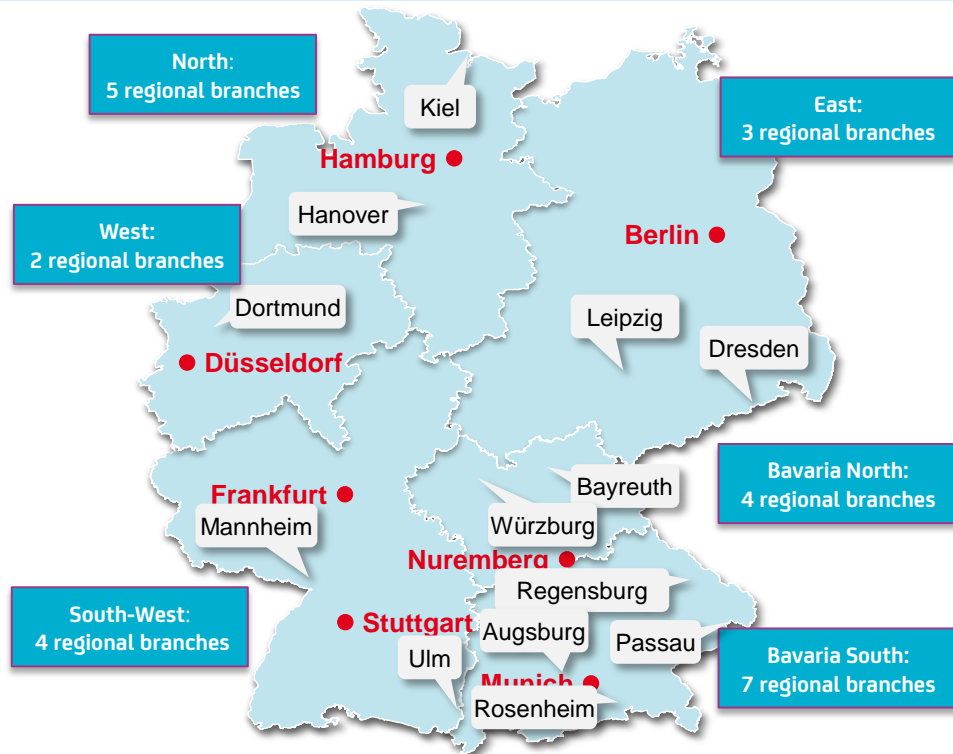 North:
5 regional branches
Kiel
East:
3 regional branches
Hamburg
Hanover
West:
2 regional branches
Berlin
Dortmund
Leipzig
Düsseldorf
Dresden
Bavaria North:
4 regional branches
Bayreuth
Frankfurt
Mannheim
Würzburg
Nuremberg
Regensburg
South-West:
4 regional branches
Stuttgart
Augsburg
Passau
Ulm
Bavaria South:
7 regional branches
Munich
Rosenheim